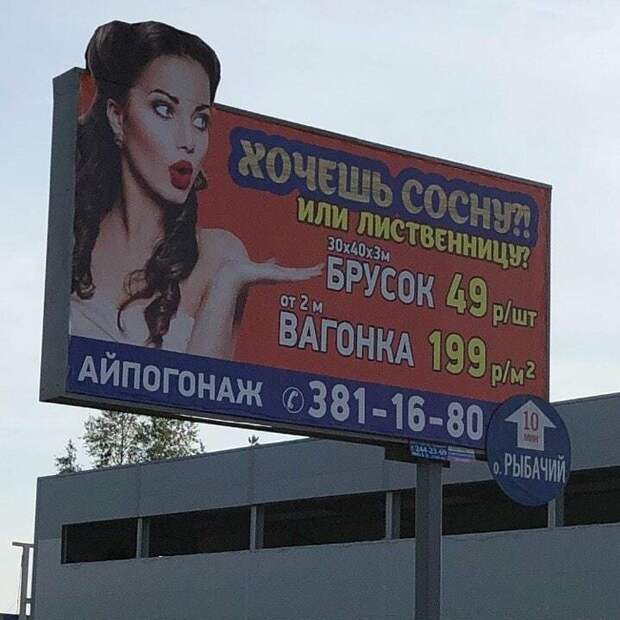 ХОЧЕШЬ СОСНУ?!
ИЛИ ЛИСТВЕННИЦУ?
30х40х3м
БРУСОК 49 р/шт
от 2 м
ВАГОНКА 199 р/м²
АЙПОГОНАЖ 381-16-80
10
МИН
о. РЫБАЧИЙ